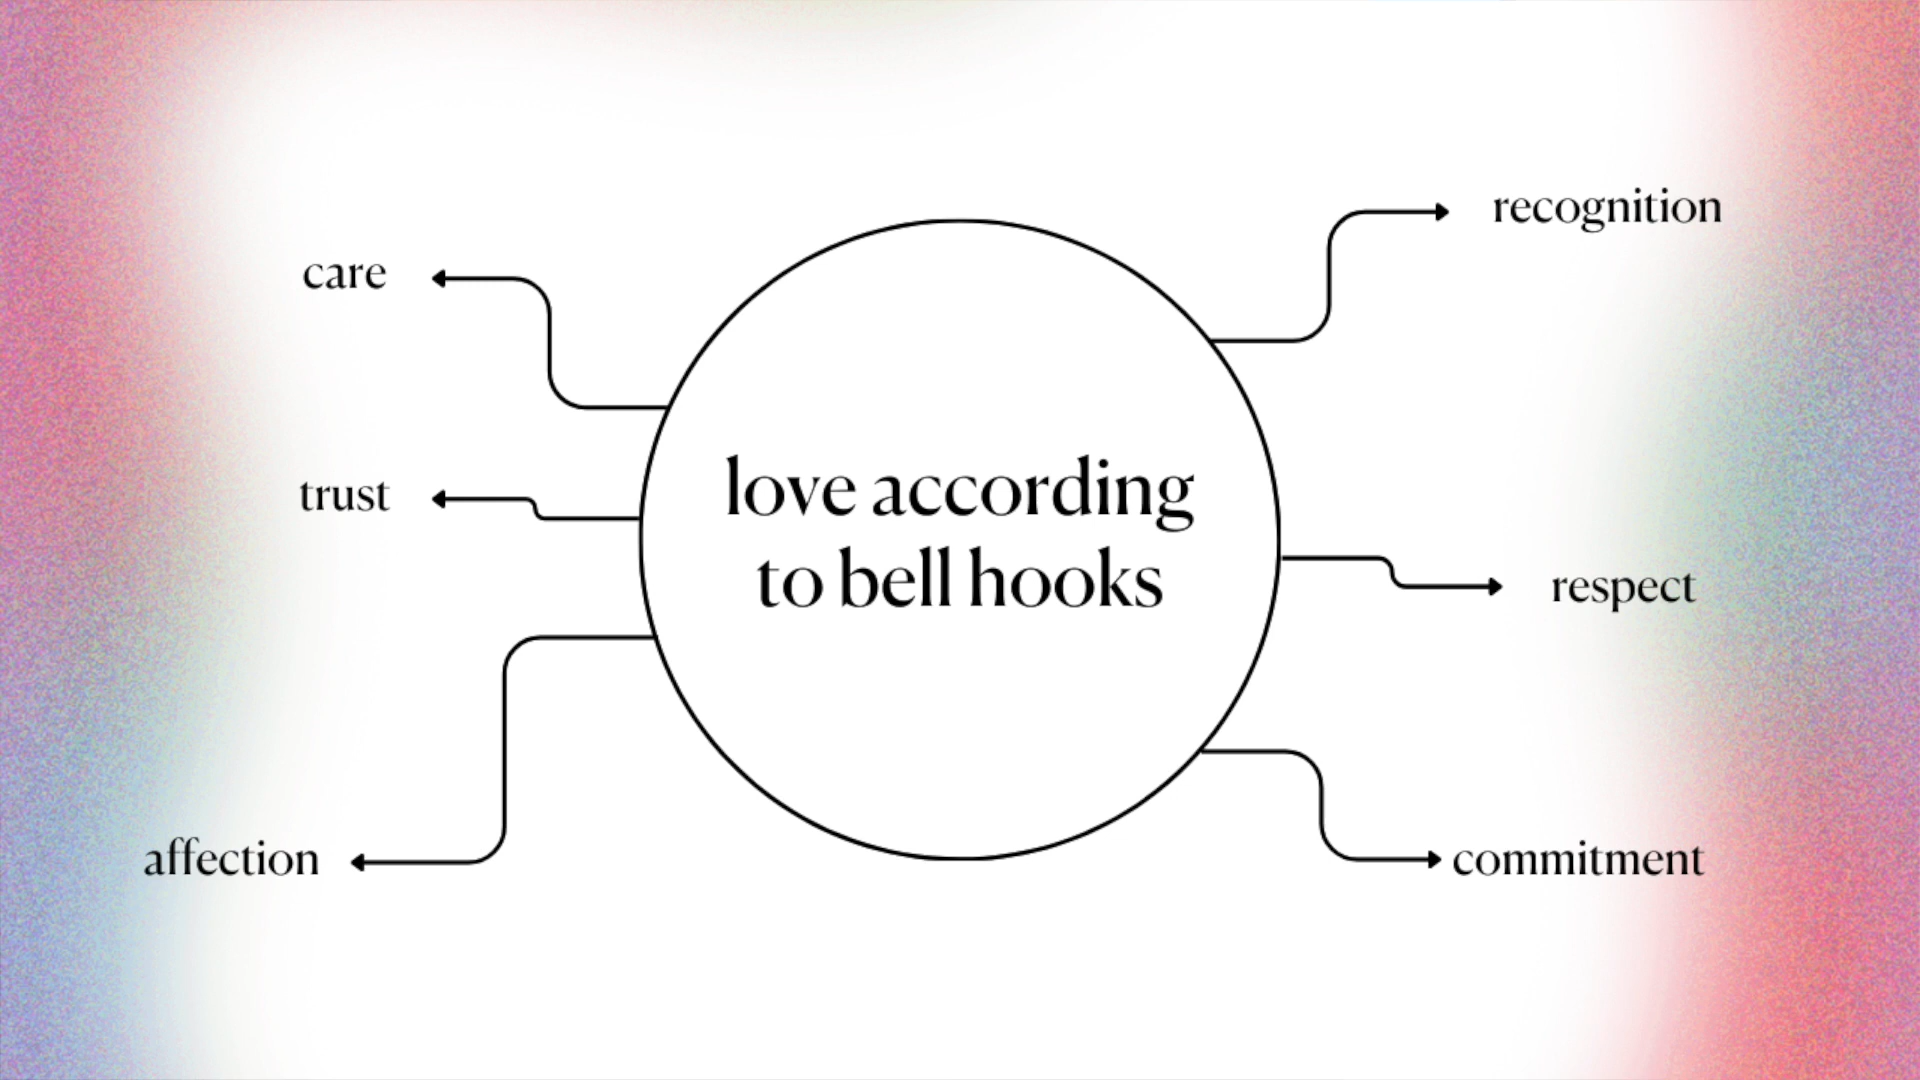 recognition
care
trust
love according
to bell hooks
respect
affection
commitment